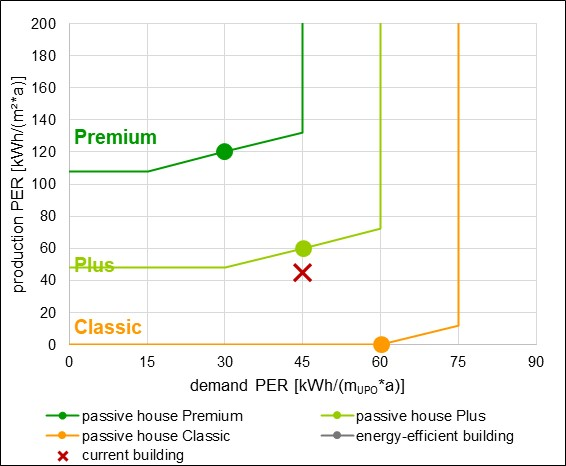 200
180
160
140
120
100
80
60
40
20
0
production PER [kWh/(m²*a)]
Premium
Plus
Classic
0 15 30 45 60 75 90
demand PER [kWh/(mUPO*a)]
passive house Premium passive house Plus
passive house Classic energy-efficient building
current building